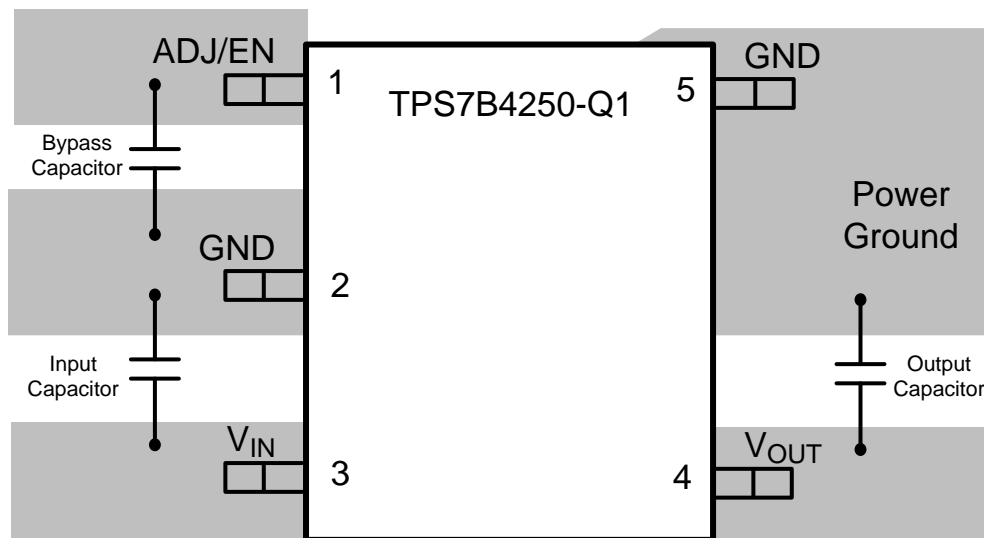 ADJ/EN
1
TPS7B4250-Q1
5
GND
Bypass
Capacitor
GND
2
Power
Ground
Input
Capacitor
Output
Capacitor
VIN
3
4
VOUT